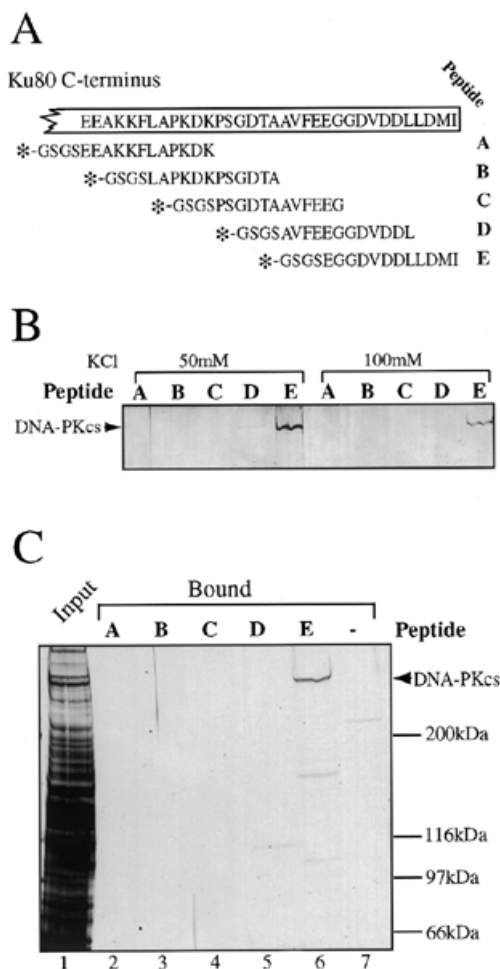 A
Ku80 C-terminus
Peptide
EEAKKFLAPKDKPSGDTAAVFEEGGDVDDLLDMI
*-GSGSEEAKKFLAPKDK A
*-GSGSLAPKDKPSGDTA B
*-GSGSPSGDTAAVFEEG C
*-GSGSAVFEEGGDVDDL D
*-GSGSEGGDVDDLLDMI E
B
KCl 50mM 100mM
Peptide A B C D E A B C D E
DNA-PKcs
C
Input Bound
A B C D E - Peptide
DNA-PKcs
200kDa
116kDa
97kDa
66kDa
1 2 3 4 5 6 7